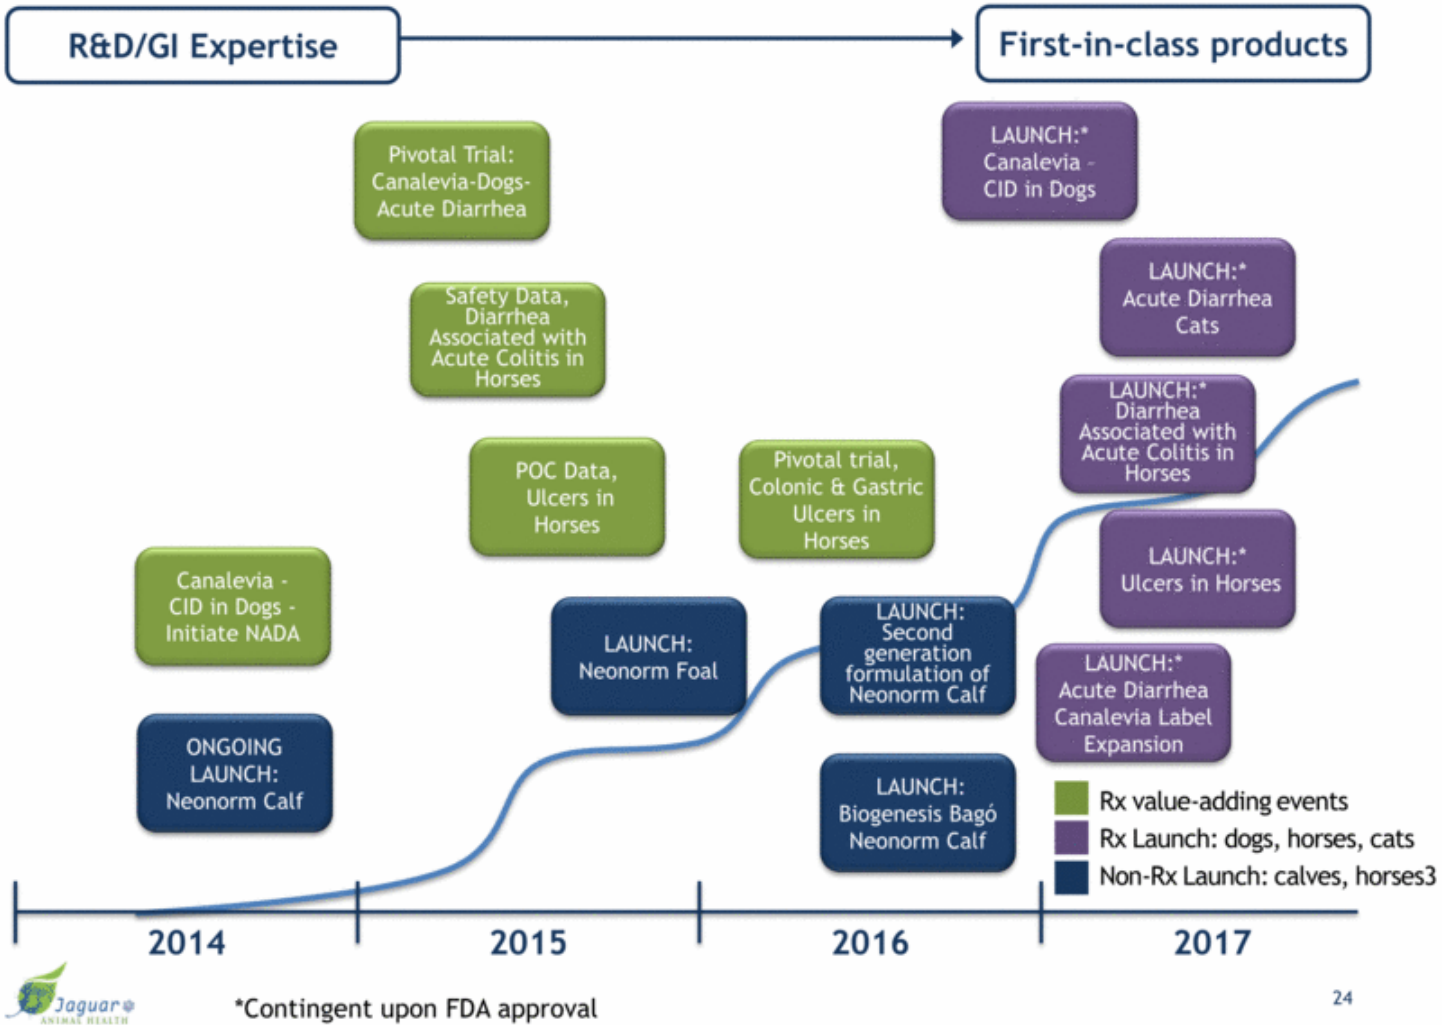 R&D/GI Expertise
First-in-class products
LAUNCH:*
Canalevia -
CID in Dogs
Pivotal Trial:
Canalevia-Dogs-
Acute Diarrhea
LAUNCH:*
Acute Diarrhea
Cats
Safety Data,
Diarrhea
Associated with
Acute Colitis in
Horses
LAUNCH:*
Diarrhea
Associated with
Acute Colitis in
Horses
POC Data,
Ulcers in
Horses
Pivotal trial,
Colonic & Gastric
Ulcers in
Horses
LAUNCH:*
Ulcers in Horses
Canalevia -
CID in Dogs -
Initiate NADA
LAUNCH:
Neonorm Foal
LAUNCH:
Second
generation
formulation of
Neonorm Calf
LAUNCH:*
Acute Diarrhea
Canalevia Label
Expansion
ONGOING
LAUNCH:
Neonorm Calf
LAUNCH:
Biogenesis Bagó
Neonorm Calf
Rx value-adding events
Rx Launch: dogs, horses, cats
Non-Rx Launch: calves, horses3
2014
2015
2016
2017
Jaguar
ANIMAL HEALTH
*Contingent upon FDA approval
24